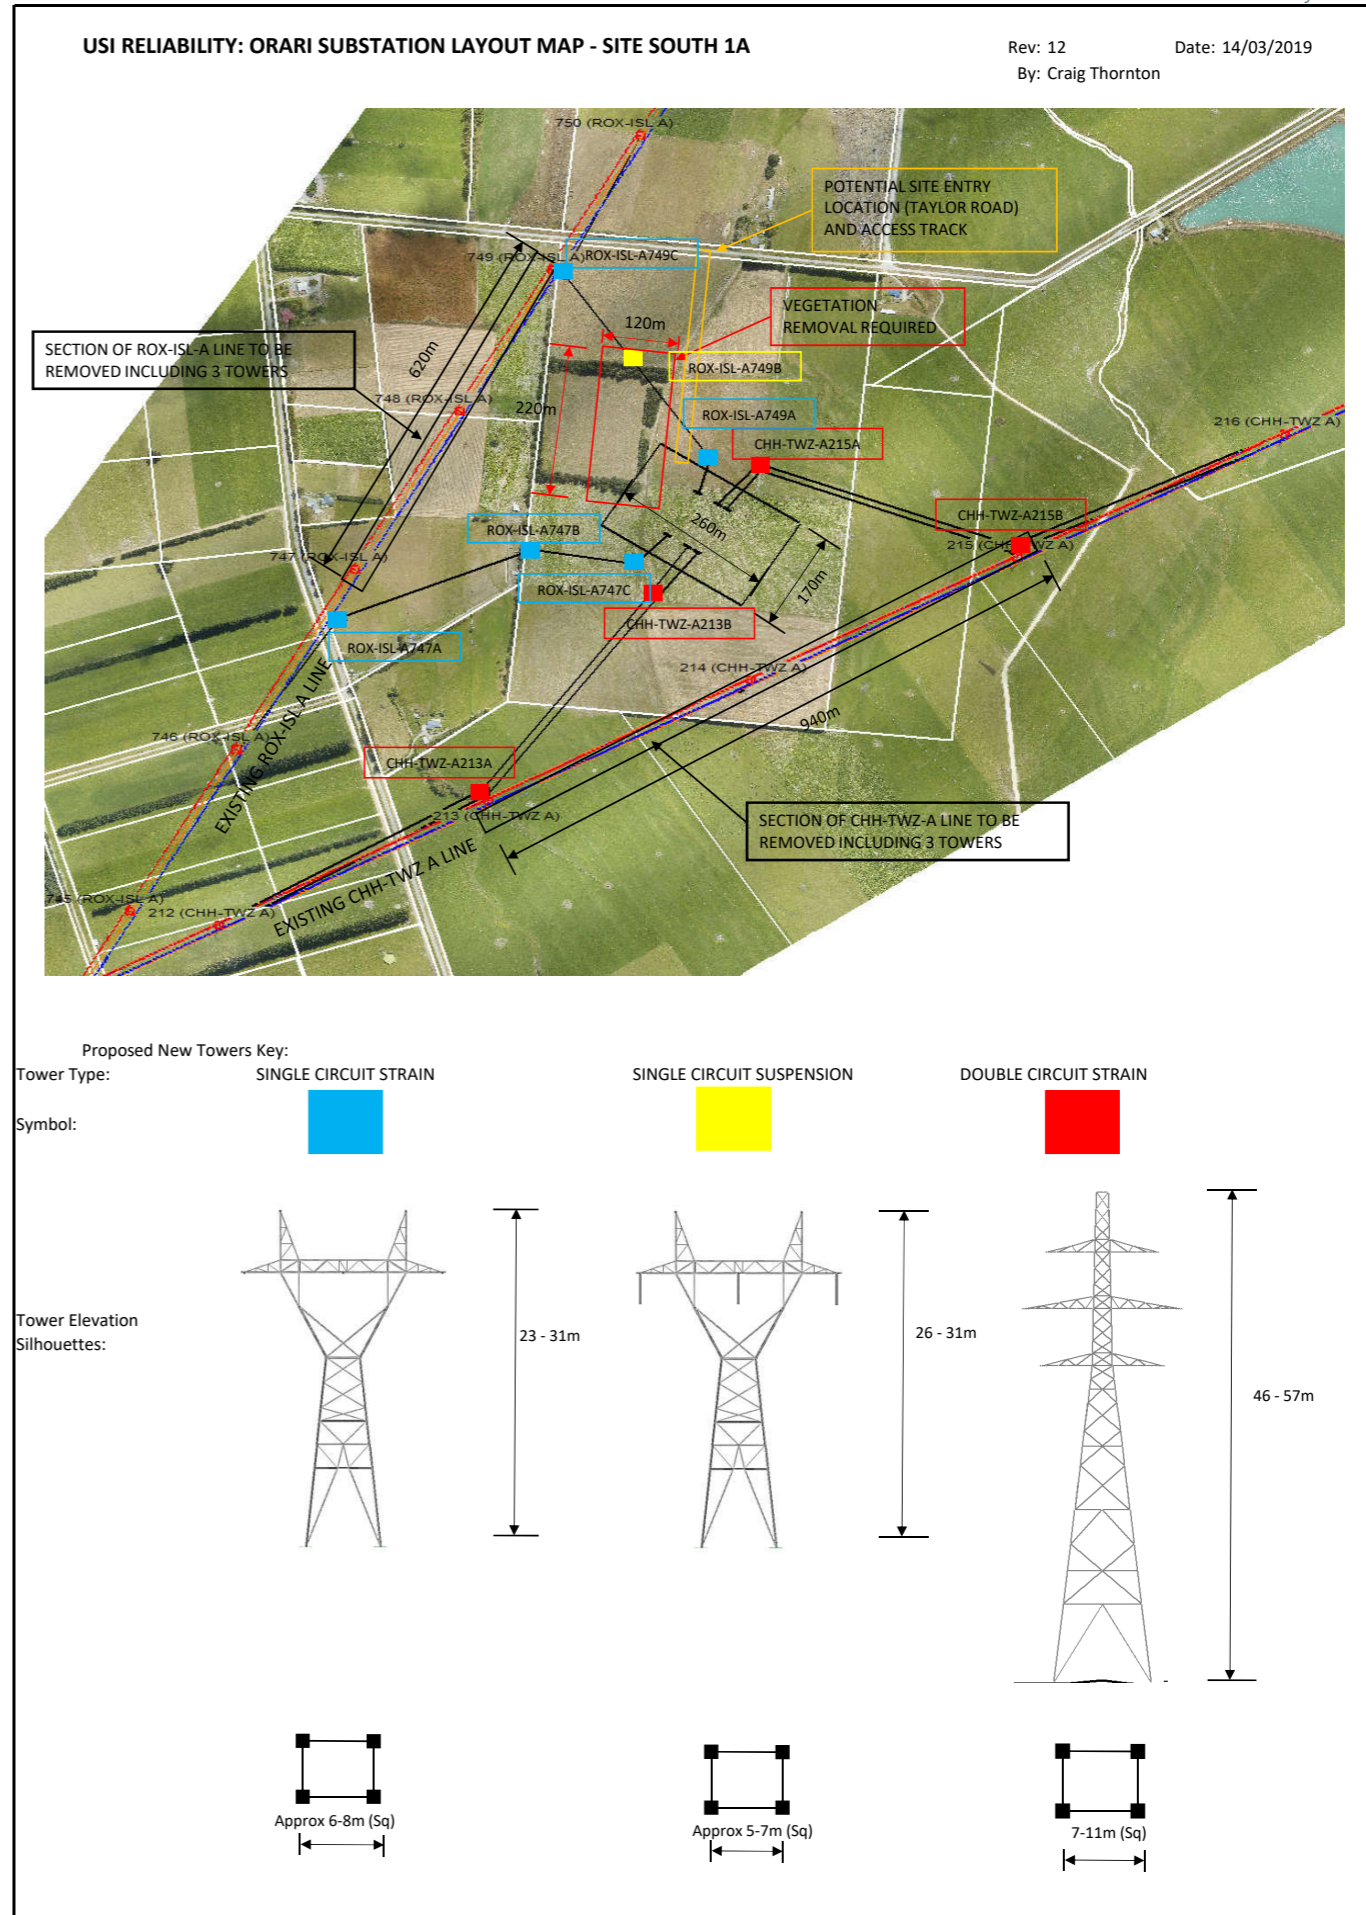 USI RELIABILITY: ORARI SUBSTATION LAYOUT MAP - SITE SOUTH 1A
Rev: 12
Date: 14/03/2019
By: Craig Thornton
750 (ROX-ISL A)
POTENTIAL SITE ENTRY
LOCATION (TAYLOR ROAD)
AND ACCESS TRACK
749 (ROX-ISL A)
ROX-ISL-A749C
VEGETATION
REMOVAL REQUIRED
120m
SECTION OF ROX-ISL-A LINE TO BE
REMOVED INCLUDING 3 TOWERS
620m
ROX-ISL-A749B
748 (ROX-ISL A)
220m
ROX-ISL-A749A
216 (CHH-TWZ A)
CHH-TWZ-A215A
CHH-TWZ-A215B
260m
ROX-ISL-A747B
215 (CHH-TWZ A)
747 (ROX-ISL A)
ROX-ISL-A747C
170m
CHH-TWZ-A213B
ROX-ISL-A747A
214 (CHH-TWZ A)
940m
746 (ROX-ISL A)
EXISTING ROX-ISL A LINE
CHH-TWZ-A213A
213 (CHH-TWZ A)
SECTION OF CHH-TWZ-A LINE TO BE
REMOVED INCLUDING 3 TOWERS
EXISTING CHH-TWZ A LINE
745 (ROX-ISL A)
212 (CHH-TWZ A)
Proposed New Towers Key:
Tower Type:
SINGLE CIRCUIT STRAIN
SINGLE CIRCUIT SUSPENSION
DOUBLE CIRCUIT STRAIN
Symbol:
Tower Elevation
Silhouettes:
23 - 31m
26 - 31m
46 - 57m
Approx 6-8m (Sq)
Approx 5-7m (Sq)
7-11m (Sq)